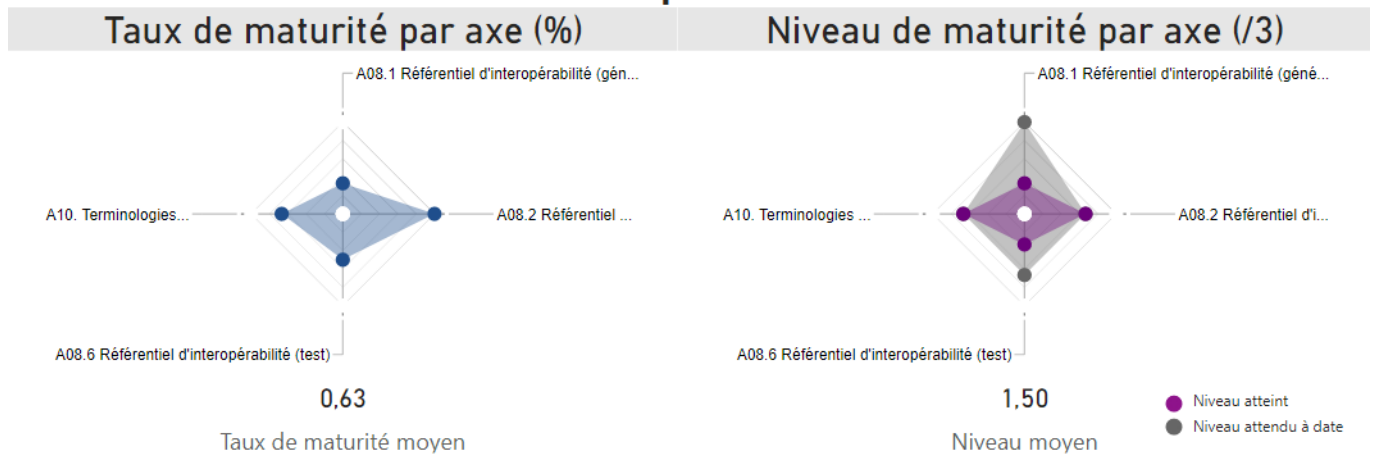 Taux de maturité par axe (%)
Niveau de maturité par axe (/3)
A08.1 Référentiel d'interopérabilité (gén...
A10. Terminologies...
A08.2 Référentiel ...
A08.6 Référentiel d'interopérabilité (test)
0,63
Taux de maturité moyen
A08.1 Référentiel d'interopérabilité (géné...
A10. Terminologies ...
A08.2 Référentiel d'i...
A08.6 Référentiel d'interopérabilité (test)
1,50
Niveau moyen
Niveau atteint
Niveau attendu à date